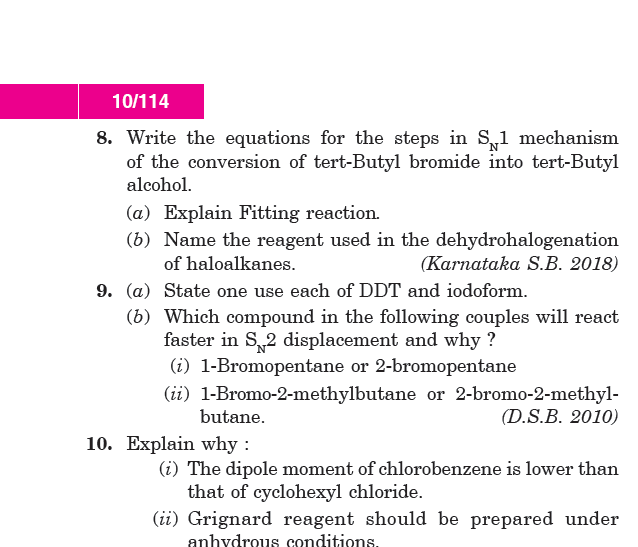 10/114
8. Write the equations for the steps in SN1 mechanism
of the conversion of tert-Butyl bromide into tert-Butyl
alcohol.
(a) Explain Fitting reaction.
(b) Name the reagent used in the dehydrohalogenation
of haloalkanes. (Karnataka S.B. 2018)
9. (a) State one use each of DDT and iodoform.
(b) Which compound in the following couples will react
faster in SN2 displacement and why ?
(i) 1-Bromopentane or 2-bromopentane
(ii) 1-Bromo-2-methylbutane or 2-bromo-2-methyl-
butane. (D.S.B. 2010)
10. Explain why :
(i) The dipole moment of chlorobenzene is lower than
that of cyclohexyl chloride.
(ii) Grignard reagent should be prepared under
anhydrous conditions.